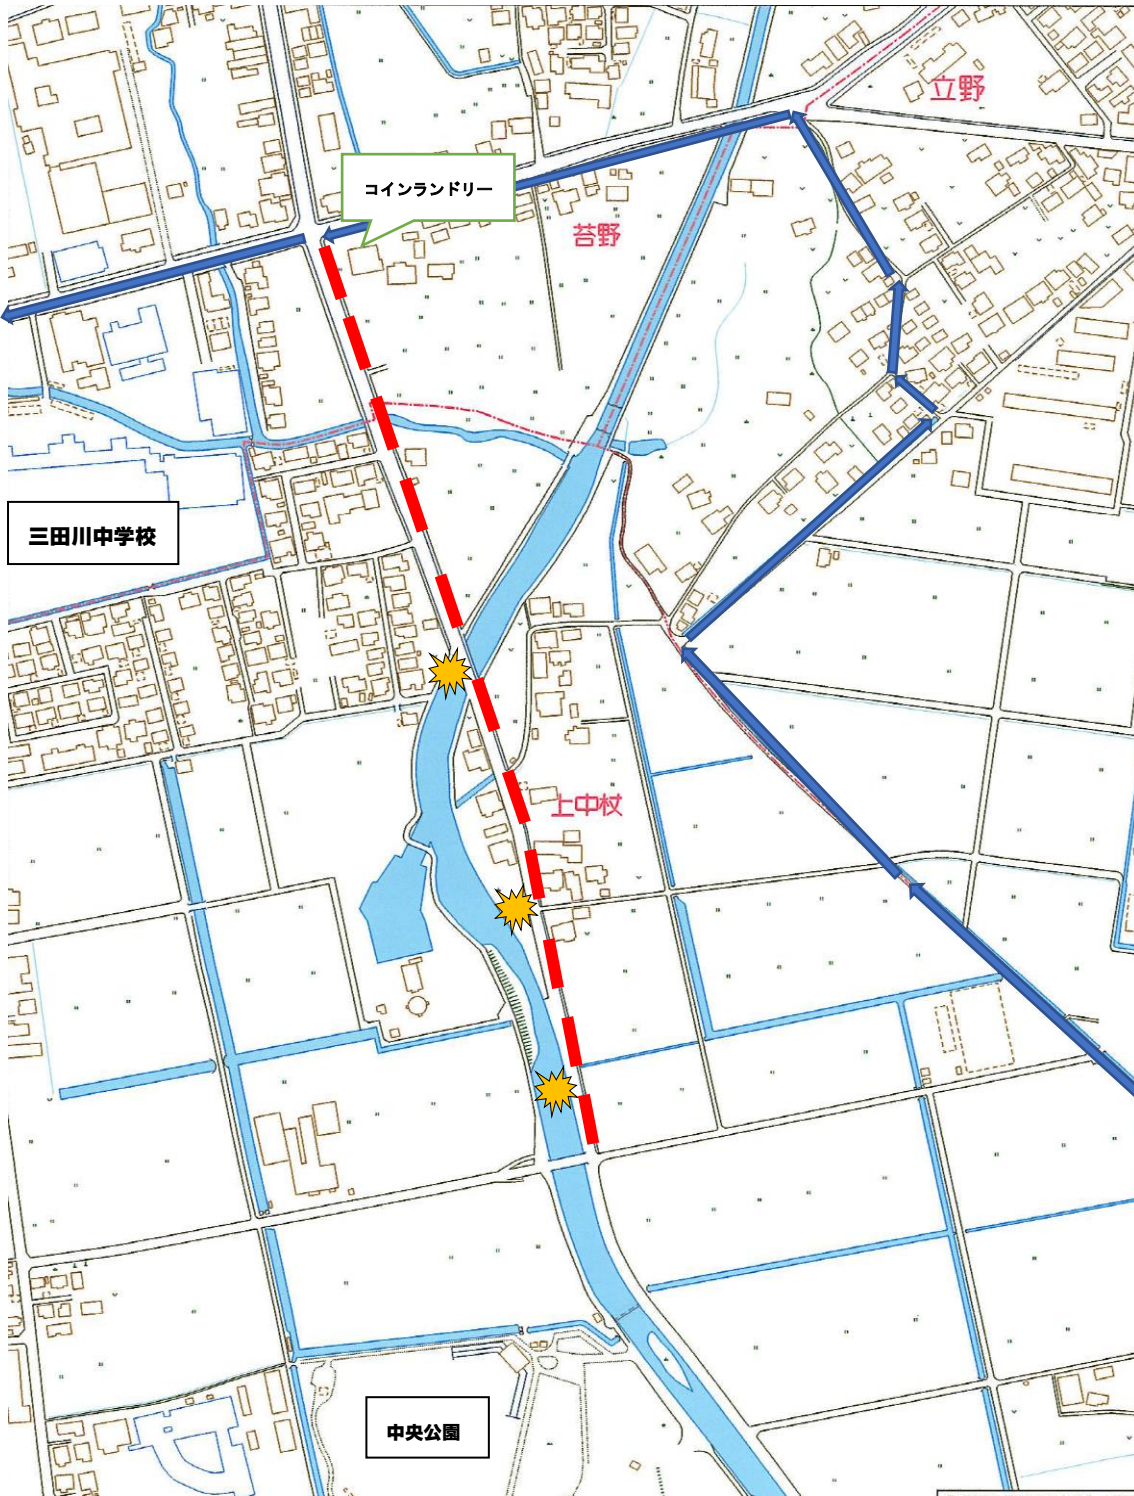 立野
コインランドリー
苔野
三田川中学校
上中杖
中央公園